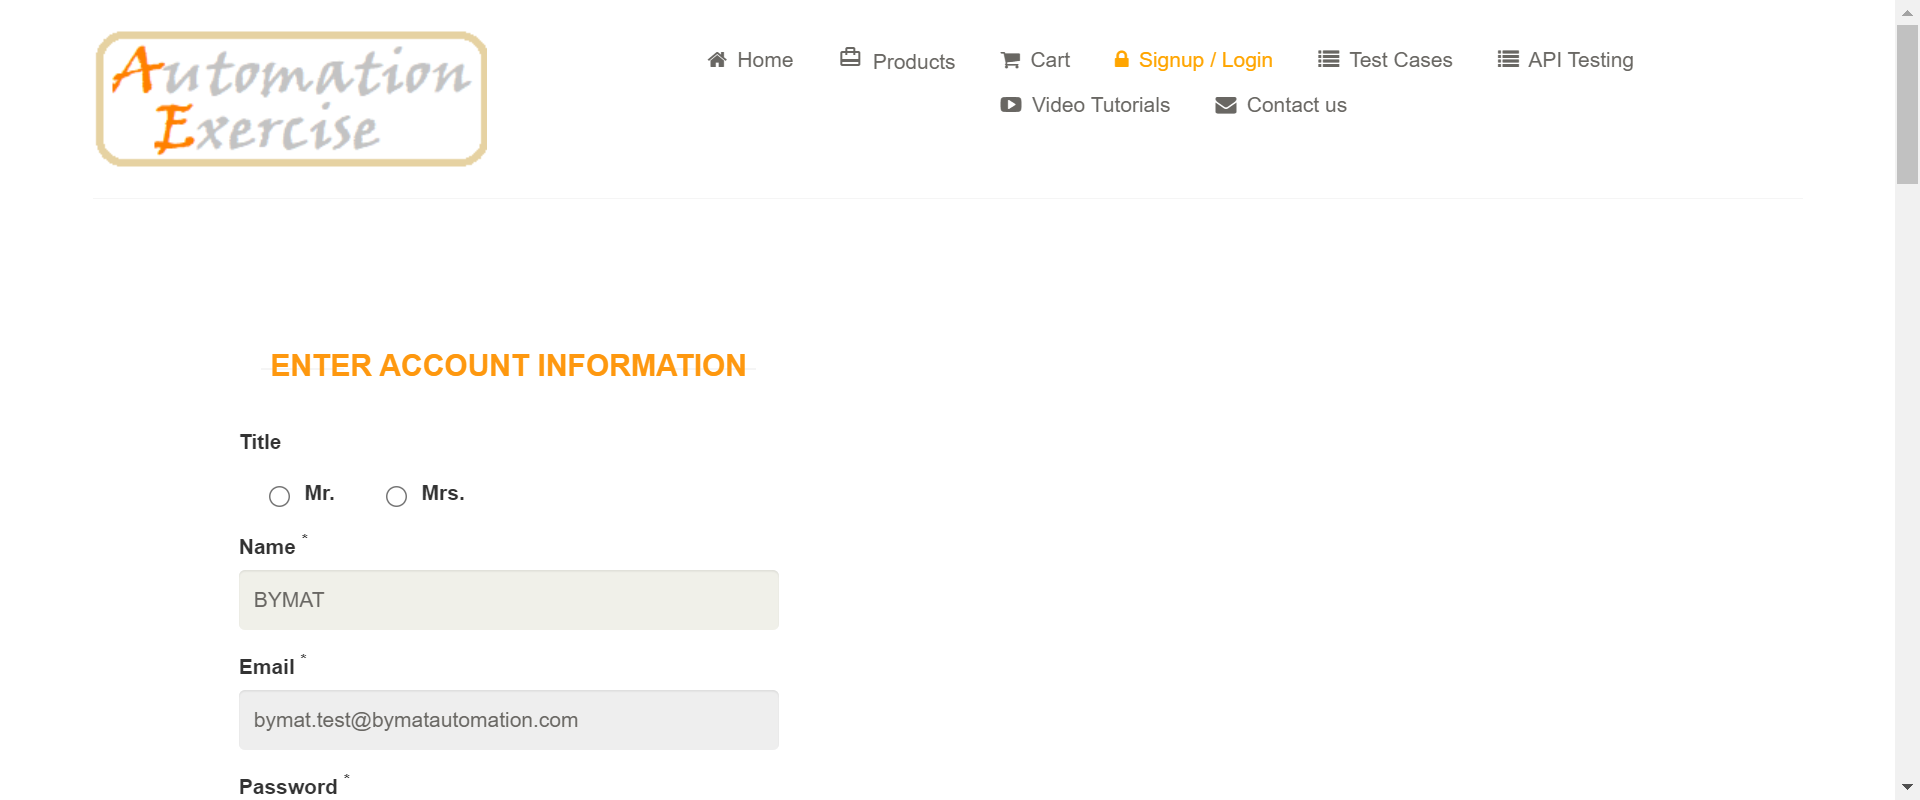 Automation
Exercise
Home
Products
Cart
Signup / Login
Test Cases
API Testing
Video Tutorials
Contact us
ENTER ACCOUNT INFORMATION
Title
Mr.
Mrs.
Name *
BYMAT
Email *
bymat.test@bymatautomation.com
Password *